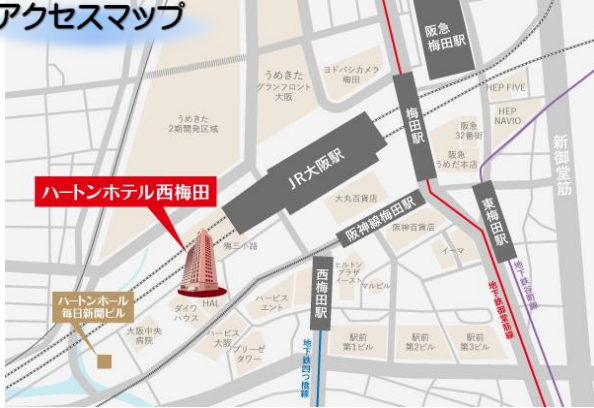 アクセスマップ
阪急
梅田駅
うめきた
グランフロント
大阪
ヨドバシカメラ
梅田
HEP FIVE
HEP
NAVIO
うめきた
2期開発区域
梅田駅
阪急
32番街
阪急
うめだ本店
新御堂筋
JR大阪駅
ハートンホテル西梅田
大丸百貨店
東梅田駅
阪神線梅田駅
阪神百貨店
梅三小路
イーマ
西梅田駅
ヒルトン
プラザ
イースト
マルビル
地下鉄谷町線
地下鉄御堂筋線
ハートンホール
毎日新聞ビル
ダイワ
ハウス
HAL
ハービス
エント
大阪中央
病院
ハービス
大阪
ブリーゼ
タワー
駅前
第1ビル
駅前
第2ビル
駅前
第3ビル
地下鉄四つ橋線